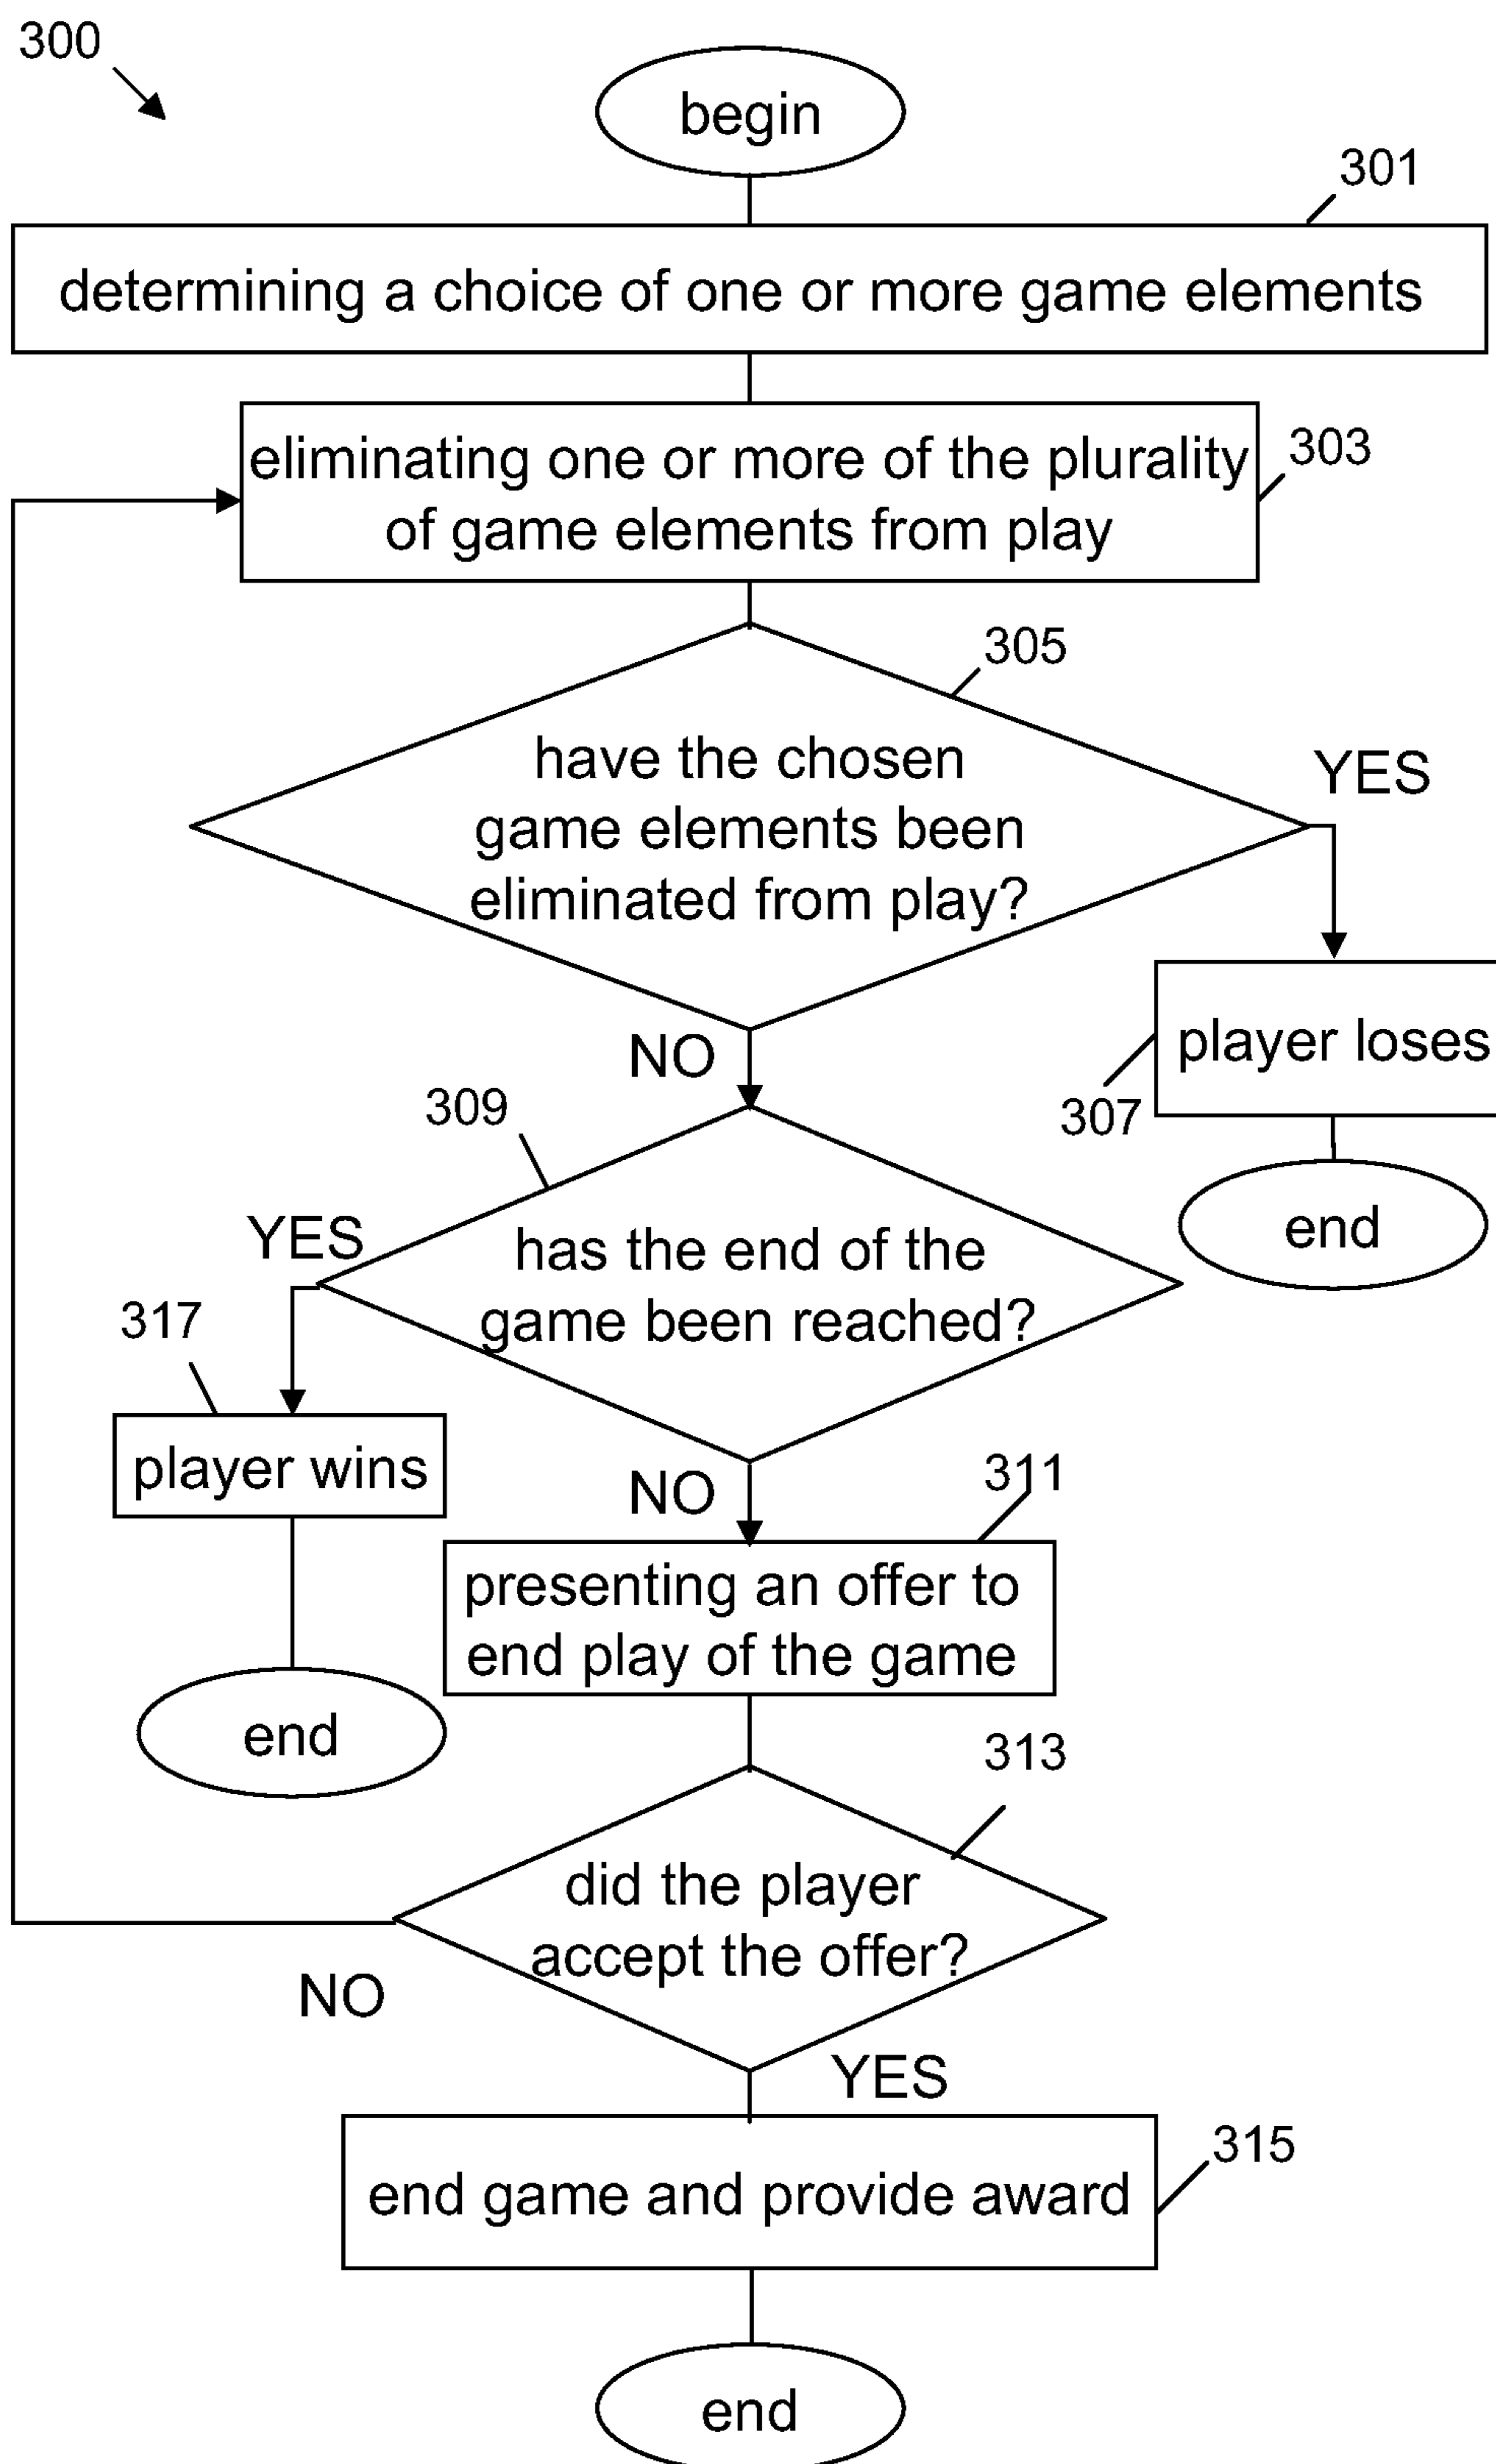 300
begin
301
determining a choice of one or more game elements
eliminating one or more of the plurality
of game elements from play
303
305
have the chosen
game elements been
eliminated from play?
YES
NO
player loses
307
end
309
has the end of the
game been reached?
YES
317
player wins
end
NO
311
presenting an offer to
end play of the game
313
did the player
accept the offer?
NO
YES
315
end game and provide award
end